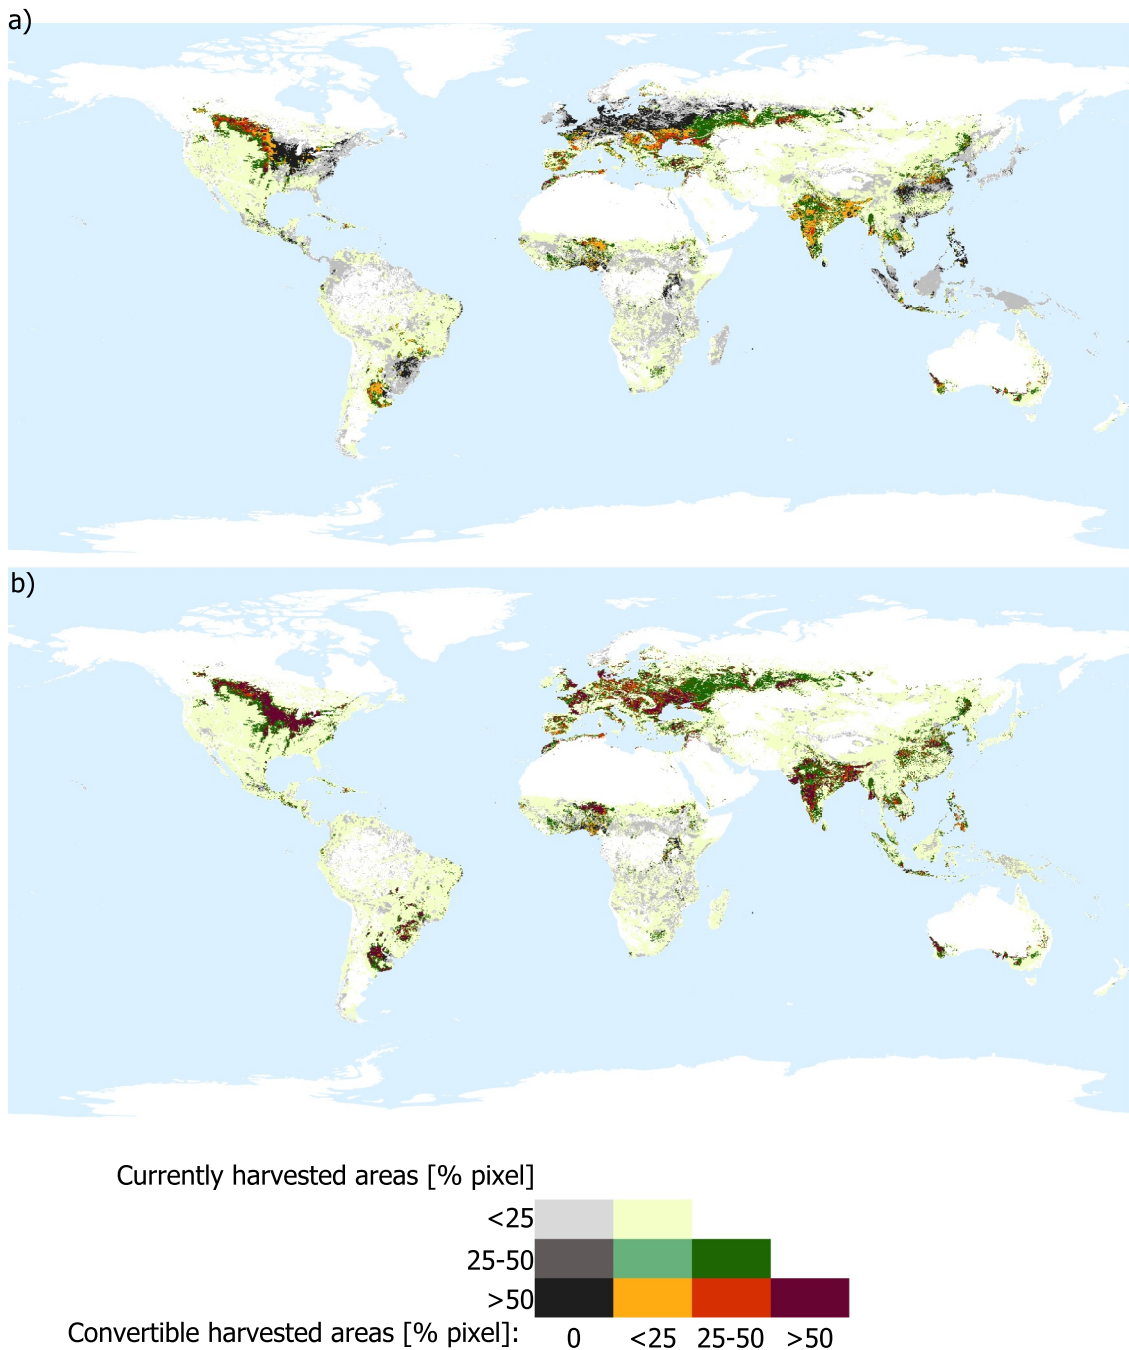 a)
b)
Currently harvested areas [% pixel]
<25
25-50
>50
Convertible harvested areas [% pixel]: 0 <25 25-50 >50